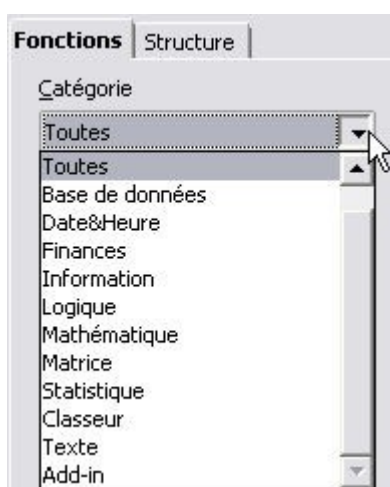 Fonctions Structure
Catégorie
Toutes
Toutes
Base de données
Date&Heure
Finances
Information
Logique
Mathématique
Matrice
Statistique
Classeur
Texte
Add-in